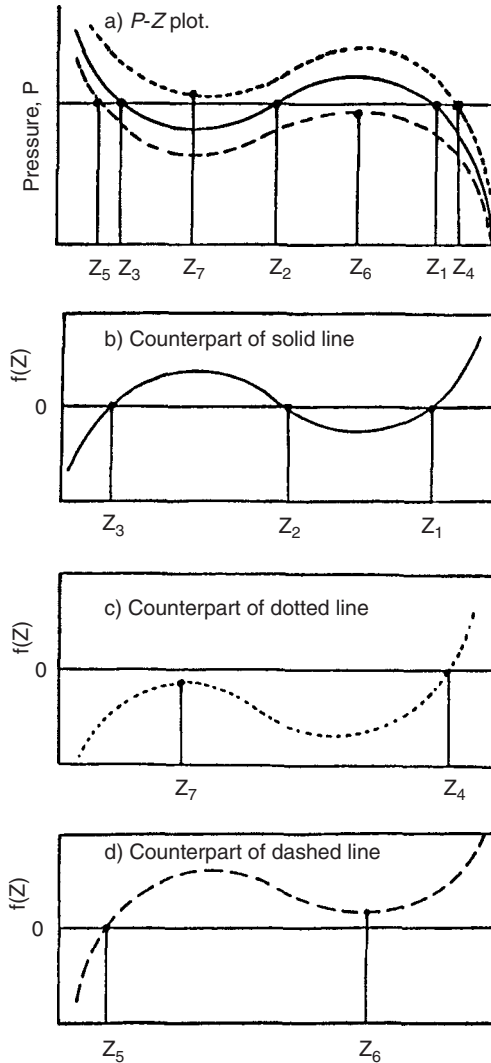 a) P-Z plot.
Pressure, P
Z5 Z3 Z7 Z2 Z6 Z1 Z4
b) Counterpart of solid line
f(Z)
0
Z3 Z2 Z1
c) Counterpart of dotted line
f(Z)
0
Z7 Z4
d) Counterpart of dashed line
f(Z)
0
Z5 Z6